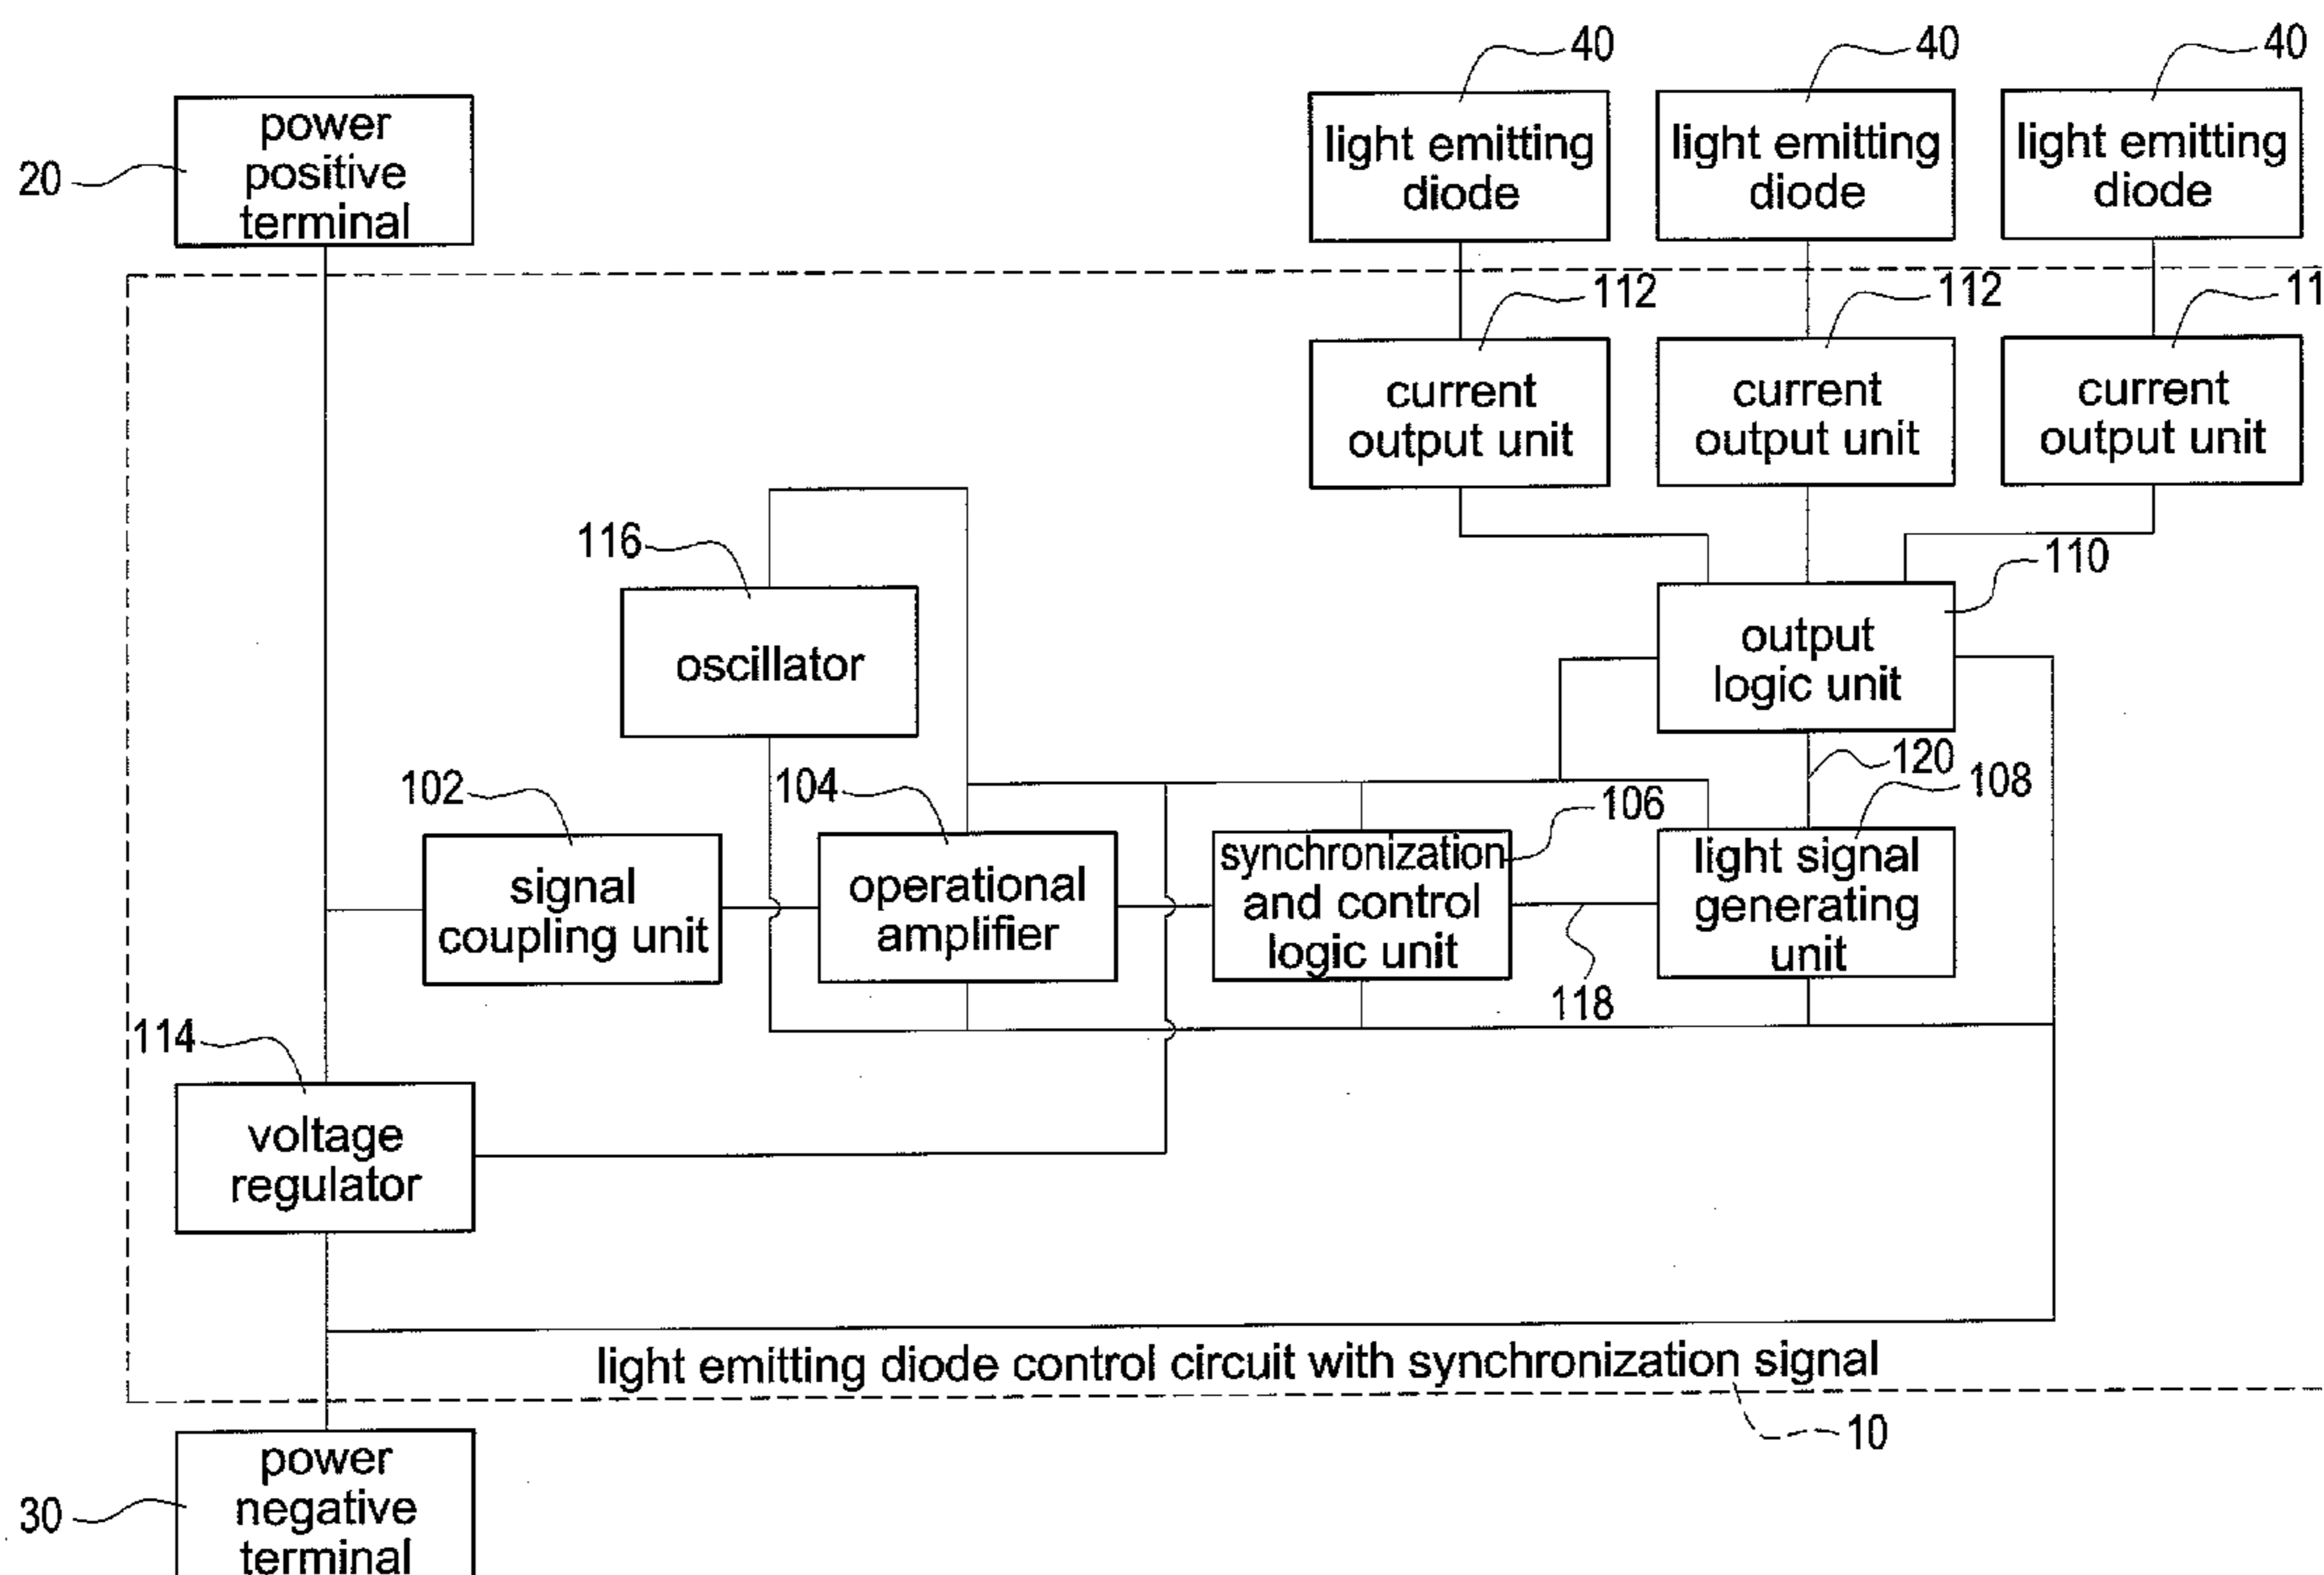 40
40
40
power
positive
terminal
20
light emitting
diode
light emitting
diode
light emitting
diode
112
112
11
current
output unit
current
output unit
current
output unit
116
oscillator
110
output
logic unit
120
102
104
106
108
signal
coupling unit
operational
amplifier
synchronization
and control
logic unit
light signal
generating
unit
118
114
voltage
regulator
light emitting diode control circuit with synchronization signal
10
power
negative
terminal
30